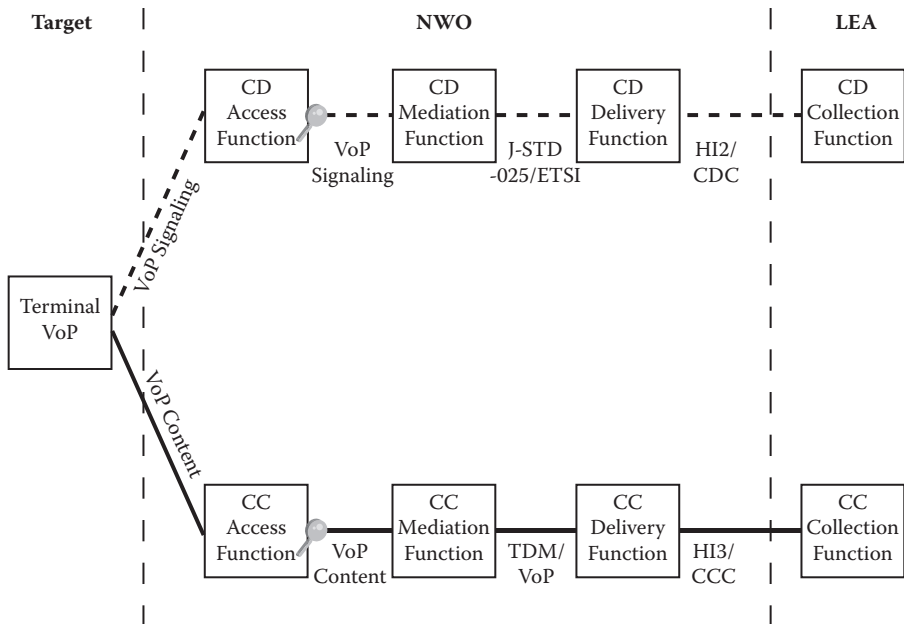 Target
NWO
LEA
CD
Access
Function
CD
Mediation
Function
CD
Delivery
Function
CD
Collection
Function
VoP
Signaling
J-STD
-025/ETSI
HI2/
CDC
VoP Signaling
Terminal
VoP
VoP Content
CC
Access
Function
CC
Mediation
Function
CC
Delivery
Function
CC
Collection
Function
VoP
Content
TDM/
VoP
HI3/
CCC